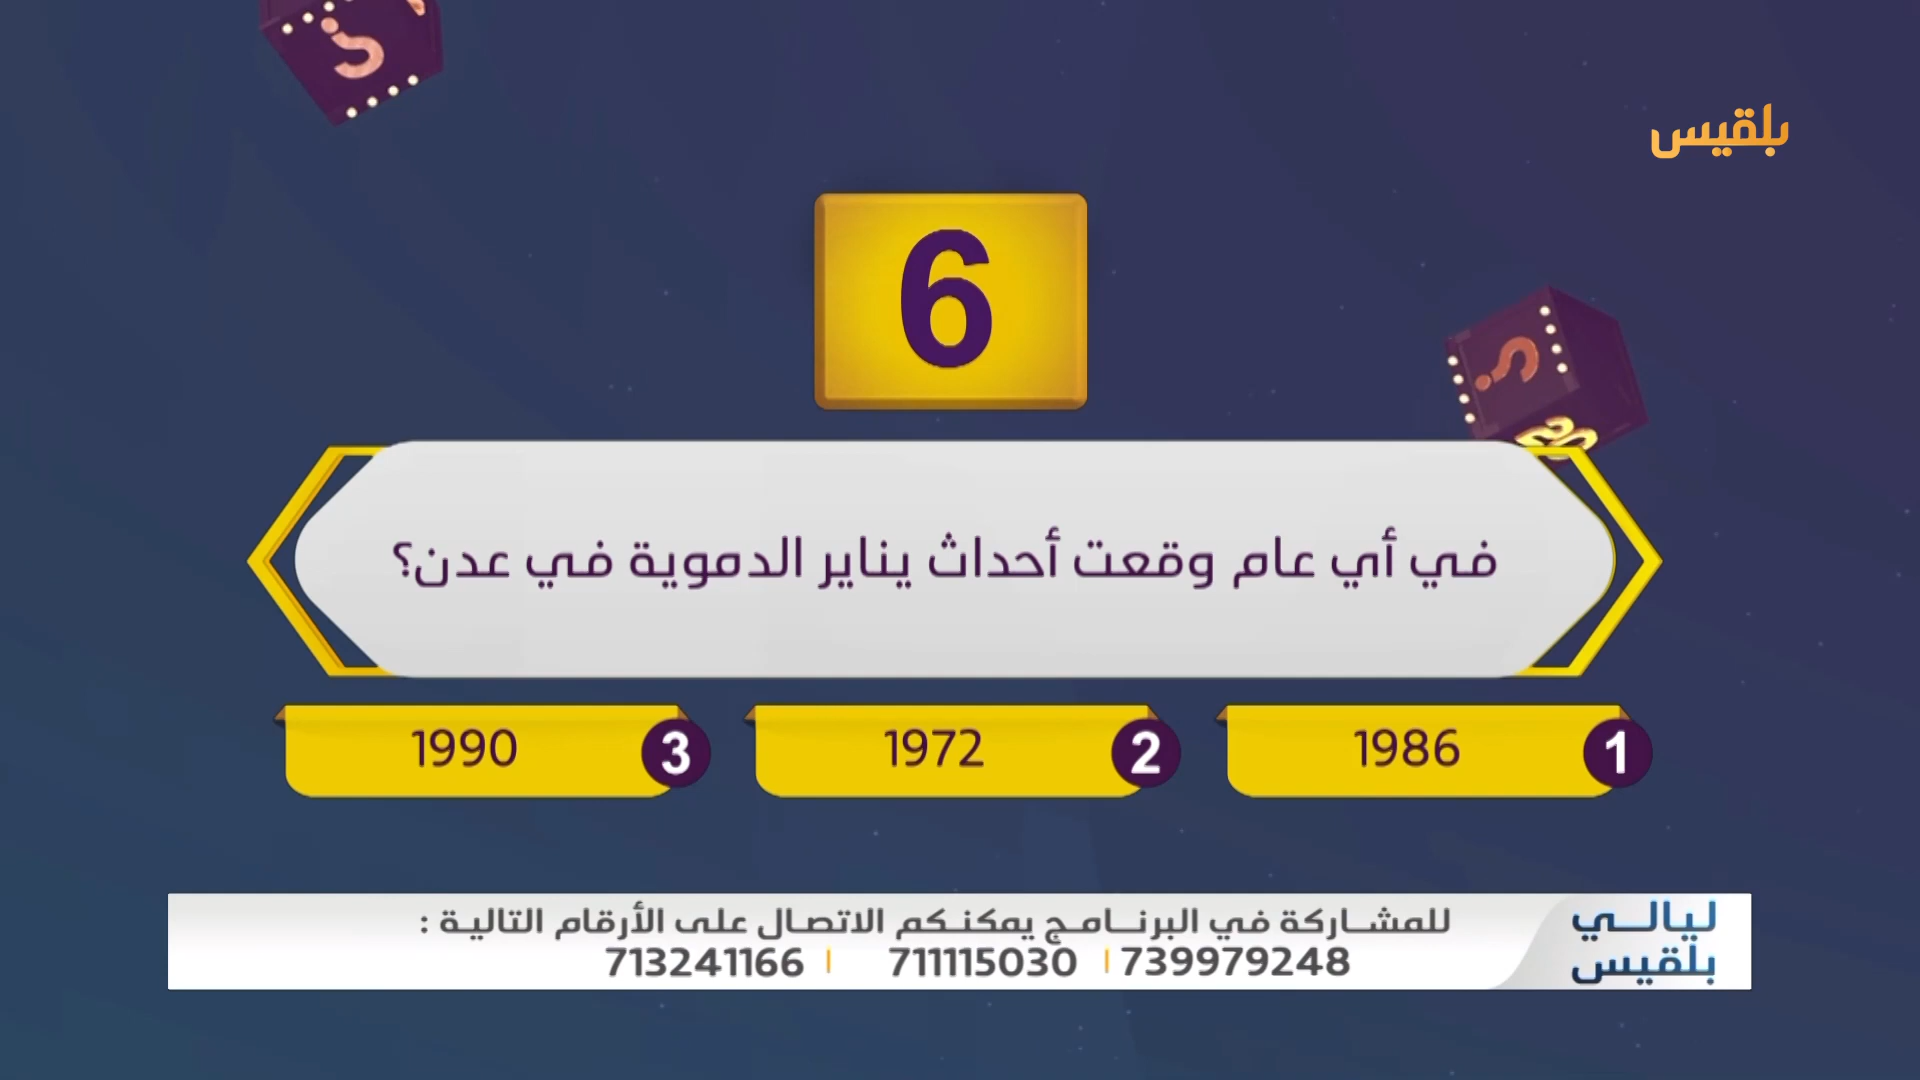 بلقيس
6
في أي عام وقعت أحداث يناير الدموية في عدن؟
1 1986
2 1972
3 1990
ليالي بلقيس
للمشاركة في البرنامج يمكنكم الاتصال على الأرقام التالية :
739979248 | 711115030 | 713241166